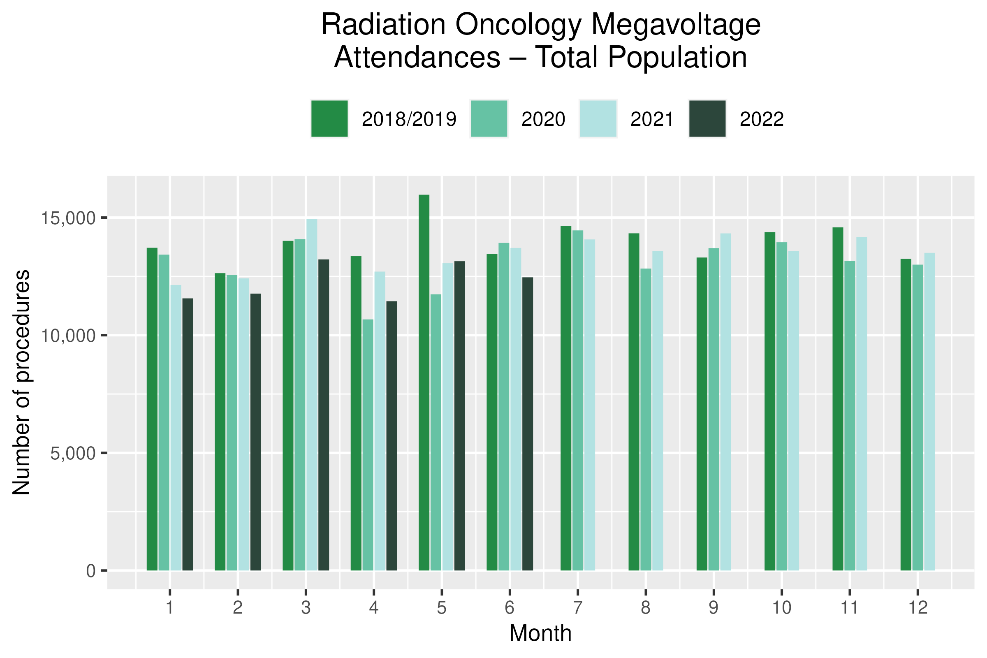 Radiation Oncology Megavoltage
Attendances – Total Population
2018/2019 2020 2021 2022
Number of procedures
15,000
10,000
5,000
0
1 2 3 4 5 6 7 8 9 10 11 12
Month